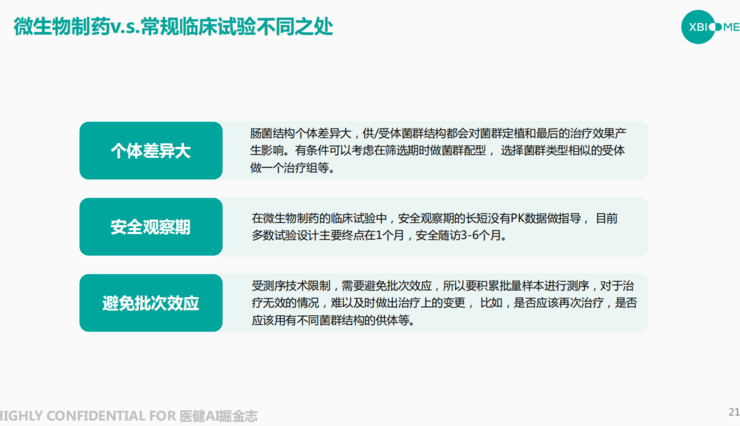 微生物制药v.s.常规临床试验不同之处
XBIOME
个体差异大
肠菌结构个体差异大，供/受体菌群结构都会对菌群定植和最后的治疗效果产
生影响。有条件可以考虑在筛选期时做菌群配型， 选择菌群类型相似的受体
做一个治疗组等。
安全观察期
在微生物制药的临床试验中，安全观察期的长短没有PK数据做指导， 目前
多数试验设计主要终点在1个月，安全随访3-6个月。
避免批次效应
受测序技术限制，需要避免批次效应，所以要积累批量样本进行测序，对于治
疗无效的情况，难以及时做出治疗上的变更， 比如，是否应该再次治疗，是否
应该用有不同菌群结构的供体等。
HIGHLY CONFIDENTIAL FOR 医健AI掘金志
21